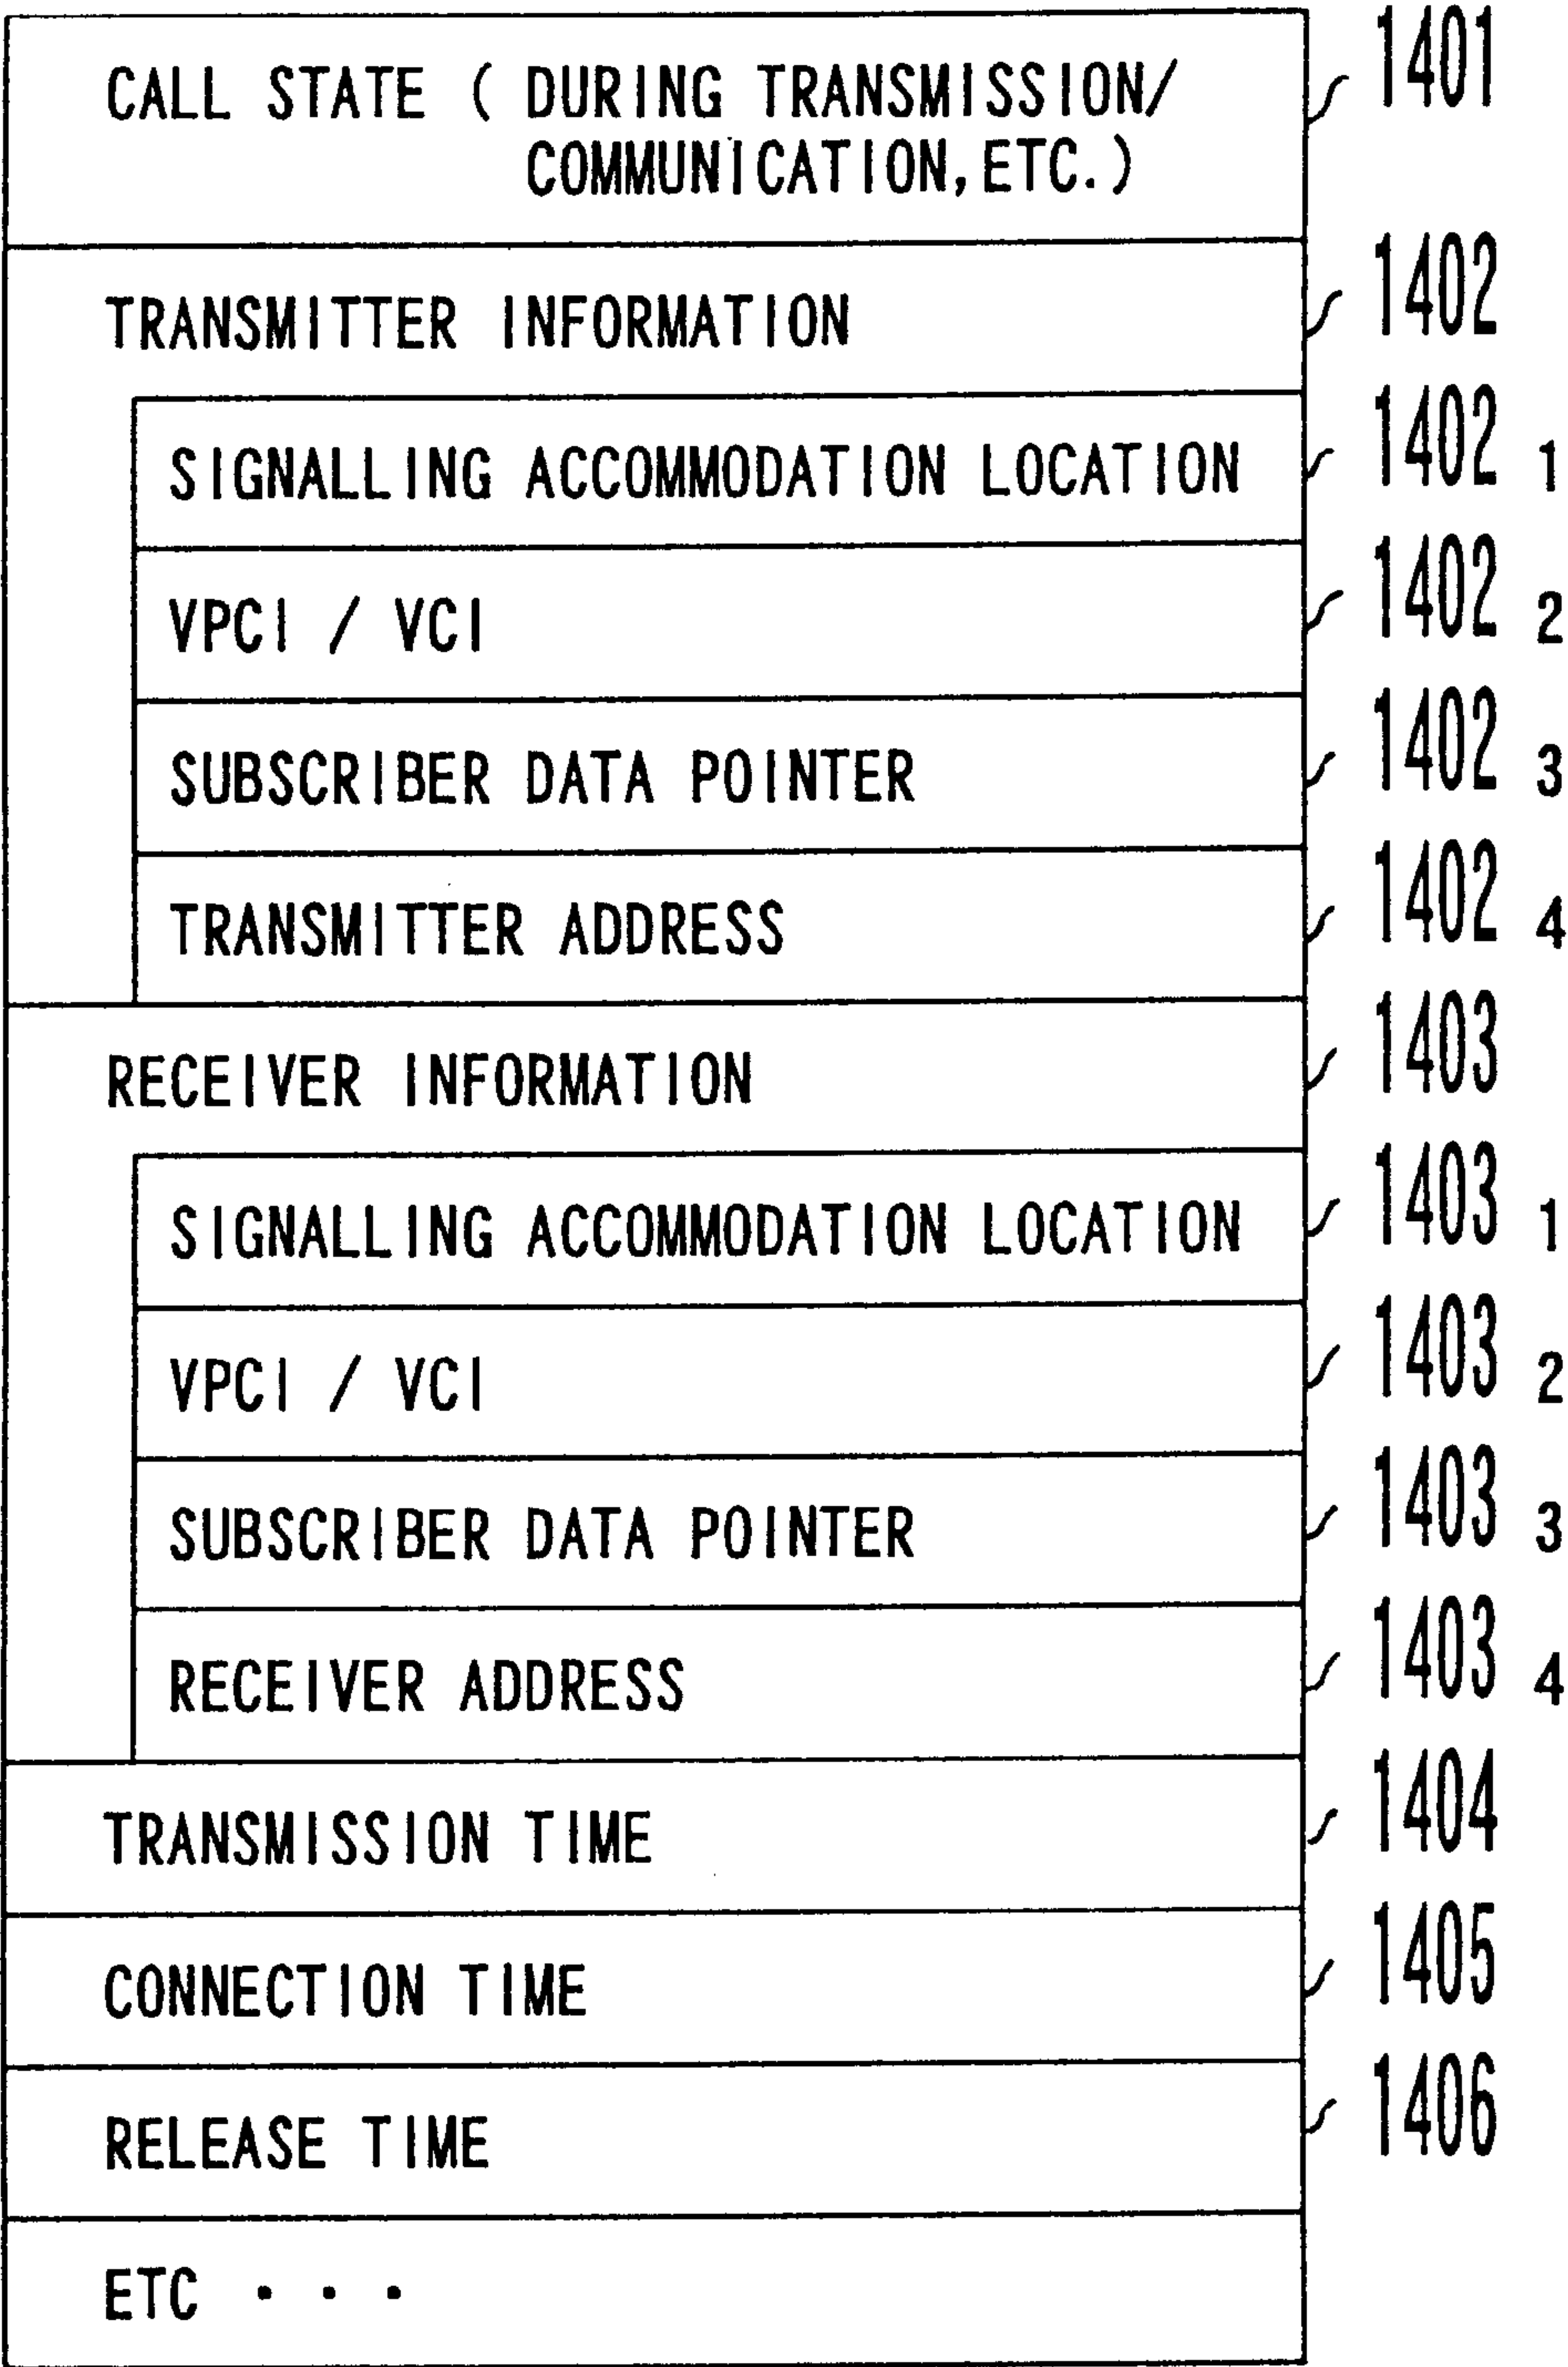 CALL STATE ( DURING TRANSMISSION/ 1401
COMMUNICATION, ETC. )
TRANSMITTER INFORMATION 1402
SIGNALLING ACCOMMODATION LOCATION 1402 1
VPCI / VCI 1402 2
SUBSCRIBER DATA POINTER 1402 3
TRANSMITTER ADDRESS 1402 4
RECEIVER INFORMATION 1403
SIGNALLING ACCOMMODATION LOCATION 1403 1
VPCI / VCI 1403 2
SUBSCRIBER DATA POINTER 1403 3
RECEIVER ADDRESS 1403 4
TRANSMISSION TIME 1404
CONNECTION TIME 1405
RELEASE TIME 1406
ETC · · ·